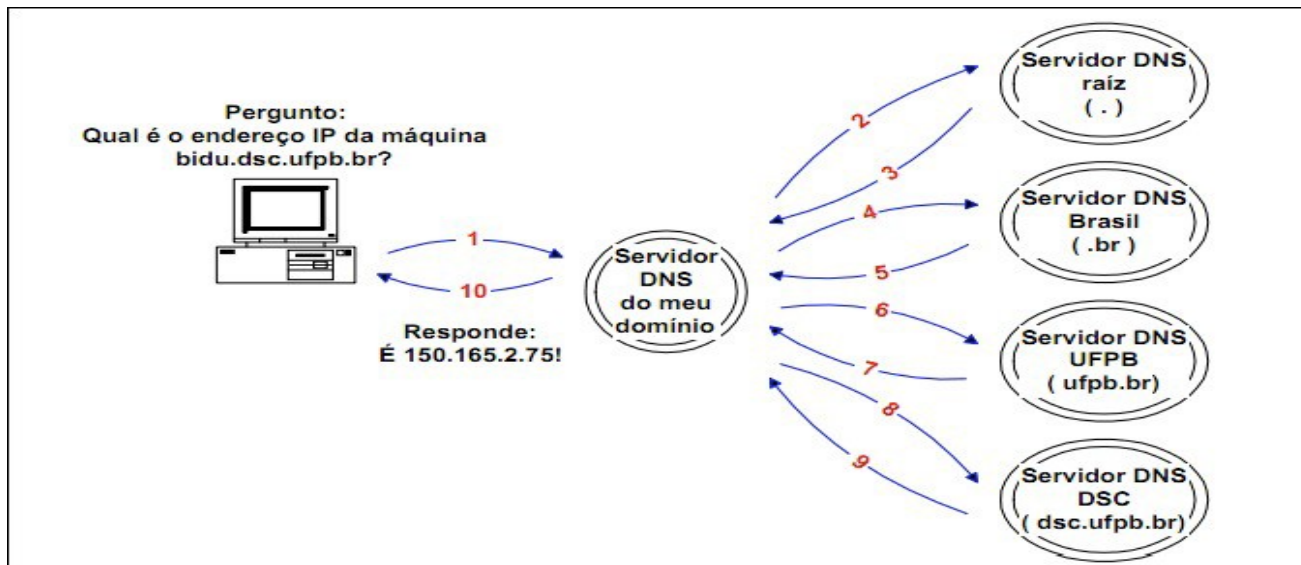 Pergunto:
Qual é o endereço IP da máquina
bidu.dsc.ufpb.br?
1
10
Responde:
É 150.165.2.75!
Servidor
DNS
do meu
domínio
2
3
4
5
6
7
8
9
Servidor DNS
raíz
( . )
Servidor DNS
Brasil
( .br )
Servidor DNS
UFPB
( ufpb.br)
Servidor DNS
DSC
( dsc.ufpb.br)